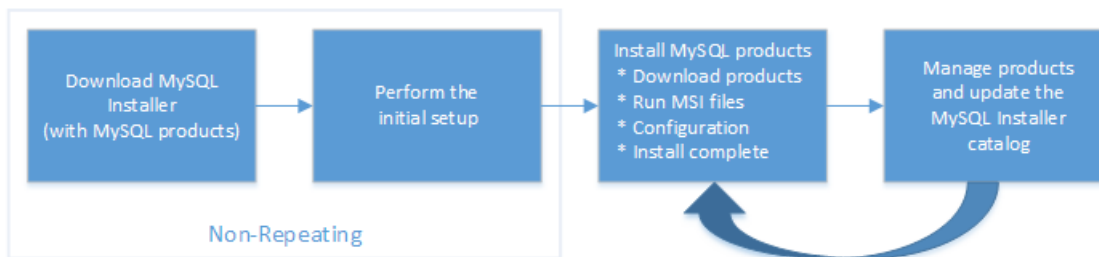 Download MySQL
Installer
(with MySQL products)
Perform the
initial setup
Install MySQL products
* Download products
* Run MSI files
* Configuration
* Install complete
Manage products
and update the
MySQL Installer
catalog
Non-Repeating